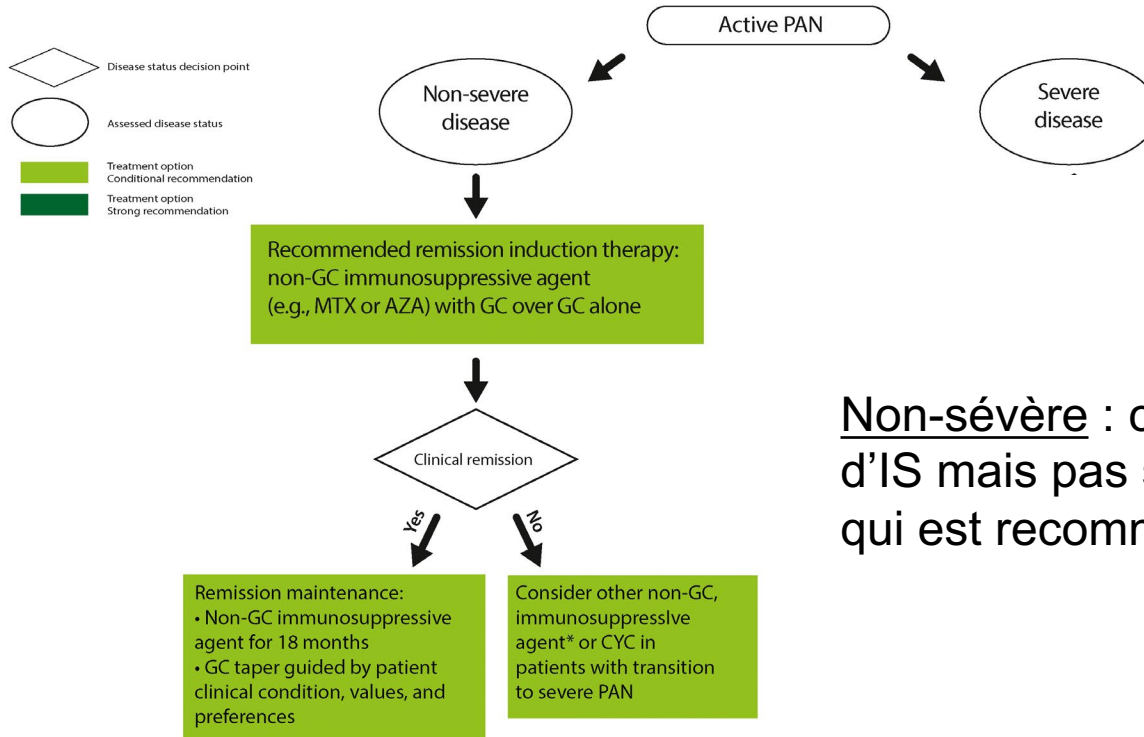 Active PAN
Disease status decision point
Assessed disease status
Treatment option
Conditional recommendation
Treatment option
Strong recommendation
Non-severe
disease
Severe
disease
Recommended remission induction therapy:
non-GC immunosuppressive agent
(e.g., MTX or AZA) with GC over GC alone
Clinical remission
Yes
No
Remission maintenance:
• Non-GC immunosuppressive
agent for 18 months
• GC taper guided by patient
clinical condition, values, and
preferences
Consider other non-GC,
immunosuppressIve
agent* or CYC in
patients with transition
to severe PAN
Non-sévère :
d'IS mais pas
qui est